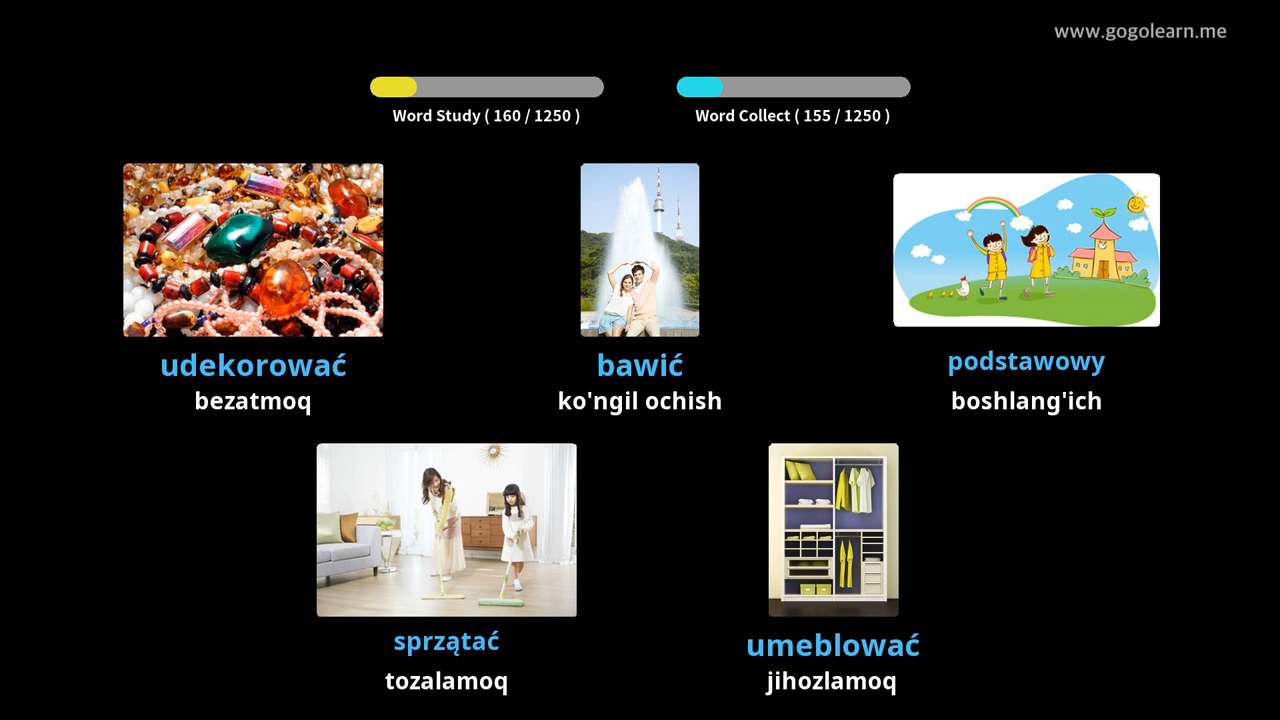 www.gogolearn.me
Word Study ( 160 / 1250 )
Word Collect ( 155 / 1250 )
udekorować
bezatmoq
bawić
ko'ngil ochish
podstawowy
boshlang'ich
sprzątać
tozalamoq
umeblować
jihozlamoq